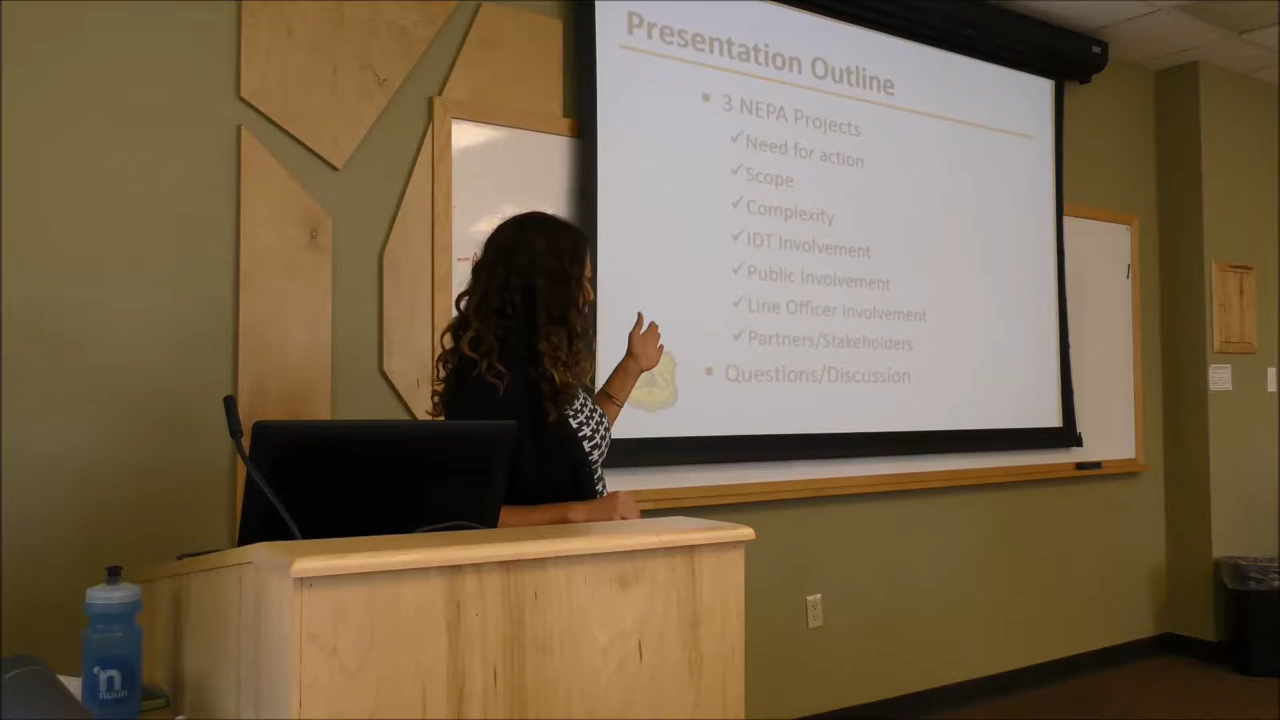 Presentation Outline
▪ 3 NEPA Projects
✓Need for action
✓Scope
✓Complexity
✓IDT Involvement
✓Public Involvement
✓Line Officer Involvement
✓Partners/Stakeholders
▪ Questions/Discussion
n
nuun